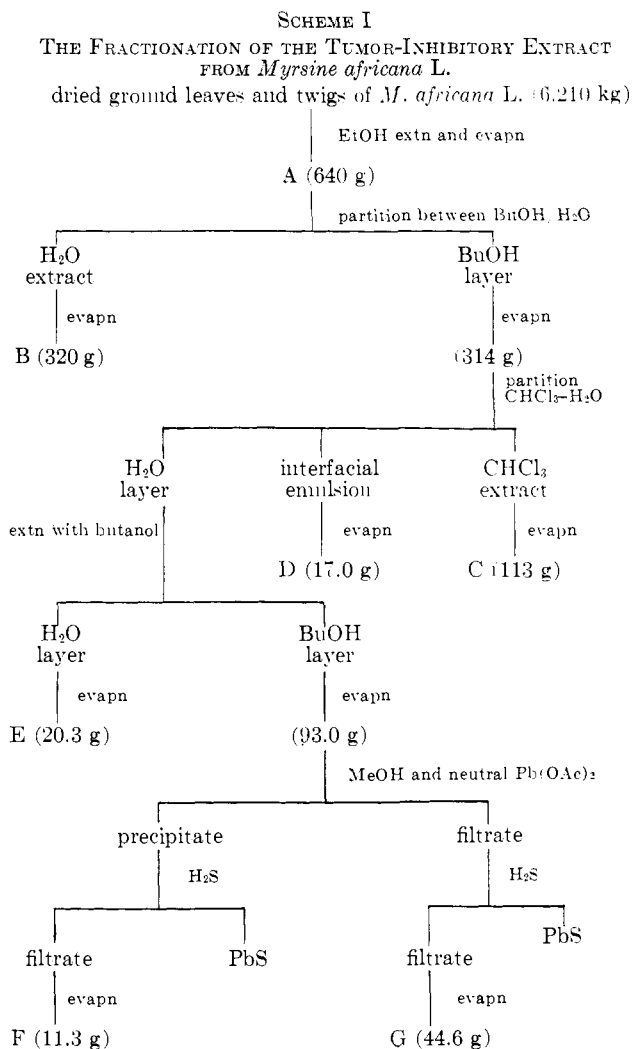 SCHEME I
THE FRACTIONATION OF THE TUMOR-INHIBITORY EXTRACT
FROM Myrsine africana L.
dried ground leaves and twigs of M. africana L. (6.210 kg)
EtOH extn and evapn
A (640 g)
partition between BuOH, H2O
H2O
extract
BuOH
layer
evapn
evapn
B (320 g)
(314 g)
partition
CHCl3-H2O
H2O
layer
interfacial
emulsion
CHCl3
extract
extn with butanol
evapn
evapn
D (17.0 g)
C (113 g)
H2O
layer
BuOH
layer
evapn
evapn
E (20.3 g)
(93.0 g)
MeOH and neutral Pb(OAc)2
precipitate
filtrate
H2S
H2S
filtrate
PbS
filtrate
PbS
evapn
evapn
F (11.3 g)
G (44.6 g)